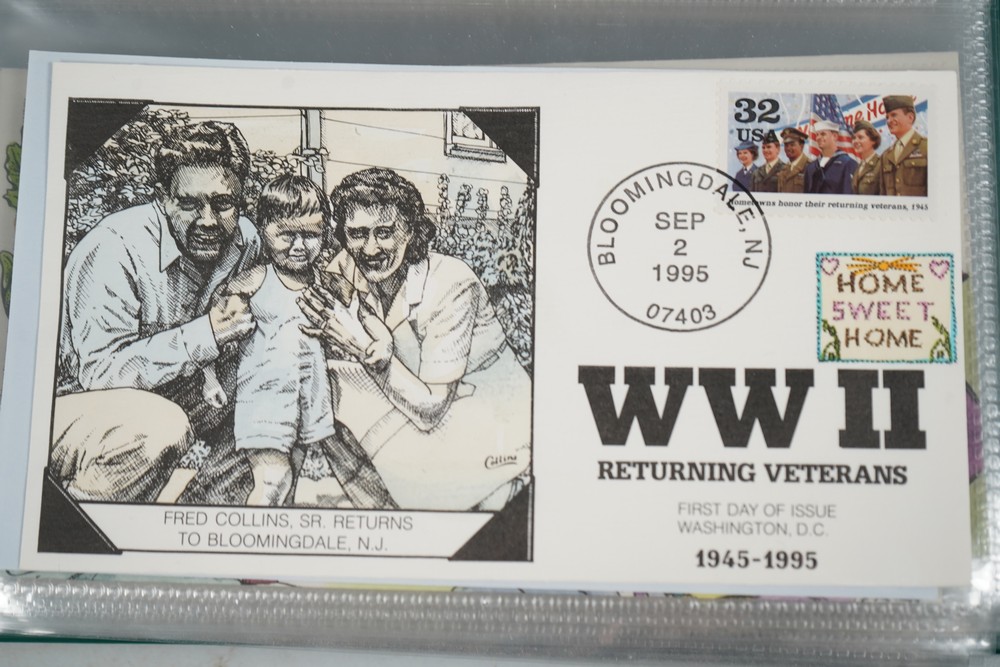 32
USA
Hometowns honor their returning veterans, 1945
BLOOMINGDALE, NJ
SEP
2
1995
07403
HOME
SWEET
HOME
WW II
RETURNING VETERANS
FIRST DAY OF ISSUE
WASHINGTON, D.C.
1945-1995
Collins
FRED COLLINS, SR. RETURNS
TO BLOOMINGDALE, N.J.